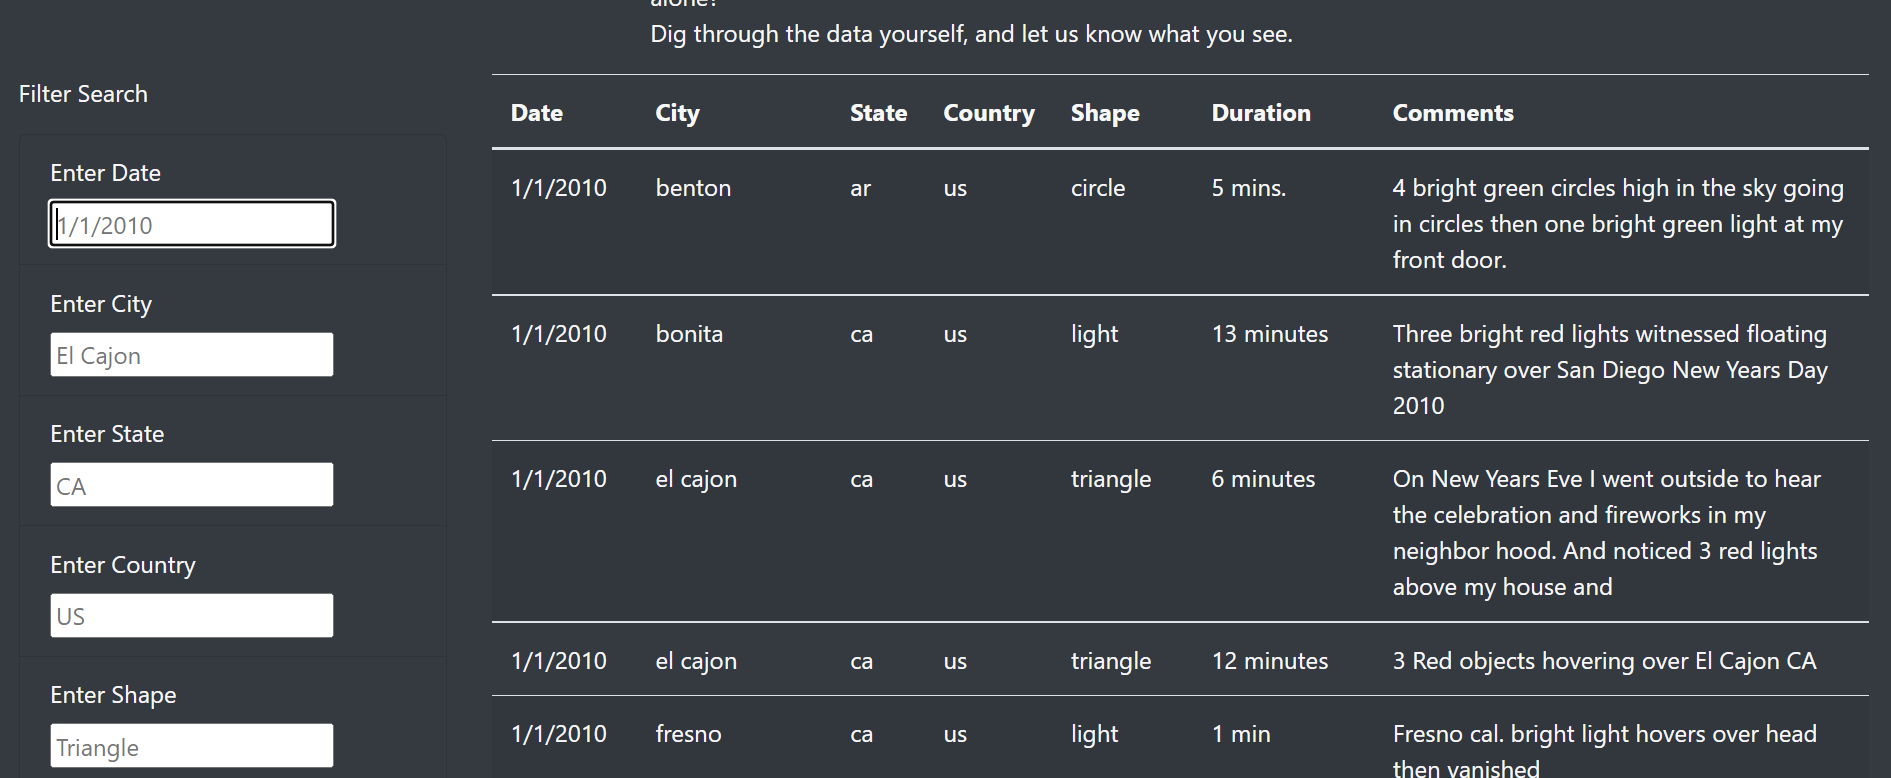 alone?
Dig through the data yourself, and let us know what you see.
Filter Search
Enter Date
1/1/2010
Enter City
El Cajon
Enter State
CA
Enter Country
US
Enter Shape
Triangle
Date City State Country Shape Duration Comments
1/1/2010 benton ar us circle 5 mins. 4 bright green circles high in the sky going
in circles then one bright green light at my
front door.
1/1/2010 bonita ca us light 13 minutes Three bright red lights witnessed floating
stationary over San Diego New Years Day
2010
1/1/2010 el cajon ca us triangle 6 minutes On New Years Eve I went outside to hear
the celebration and fireworks in my
neighbor hood. And noticed 3 red lights
above my house and
1/1/2010 el cajon ca us triangle 12 minutes 3 Red objects hovering over El Cajon CA
1/1/2010 fresno ca us light 1 min Fresno cal. bright light hovers over head
then vanished